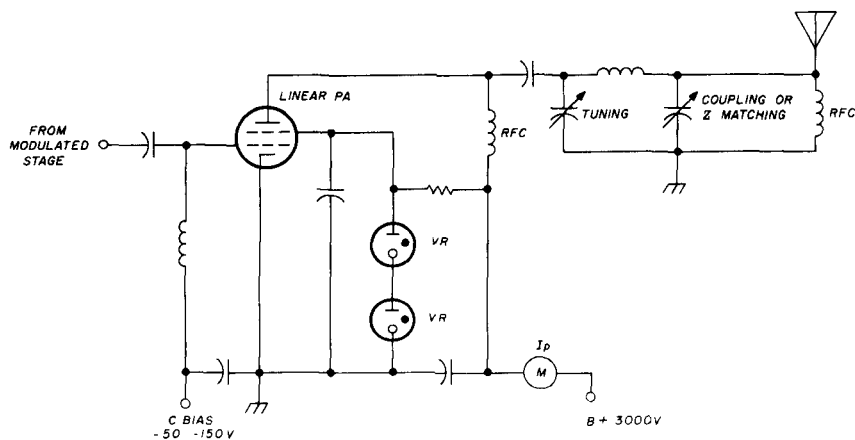 LINEAR PA
FROM
MODULATED
STAGE
RFC
TUNING
COUPLING OR
Z MATCHING
RFC
VR
VR
Ip
M
C BIAS
-50 -150V
B + 3000V